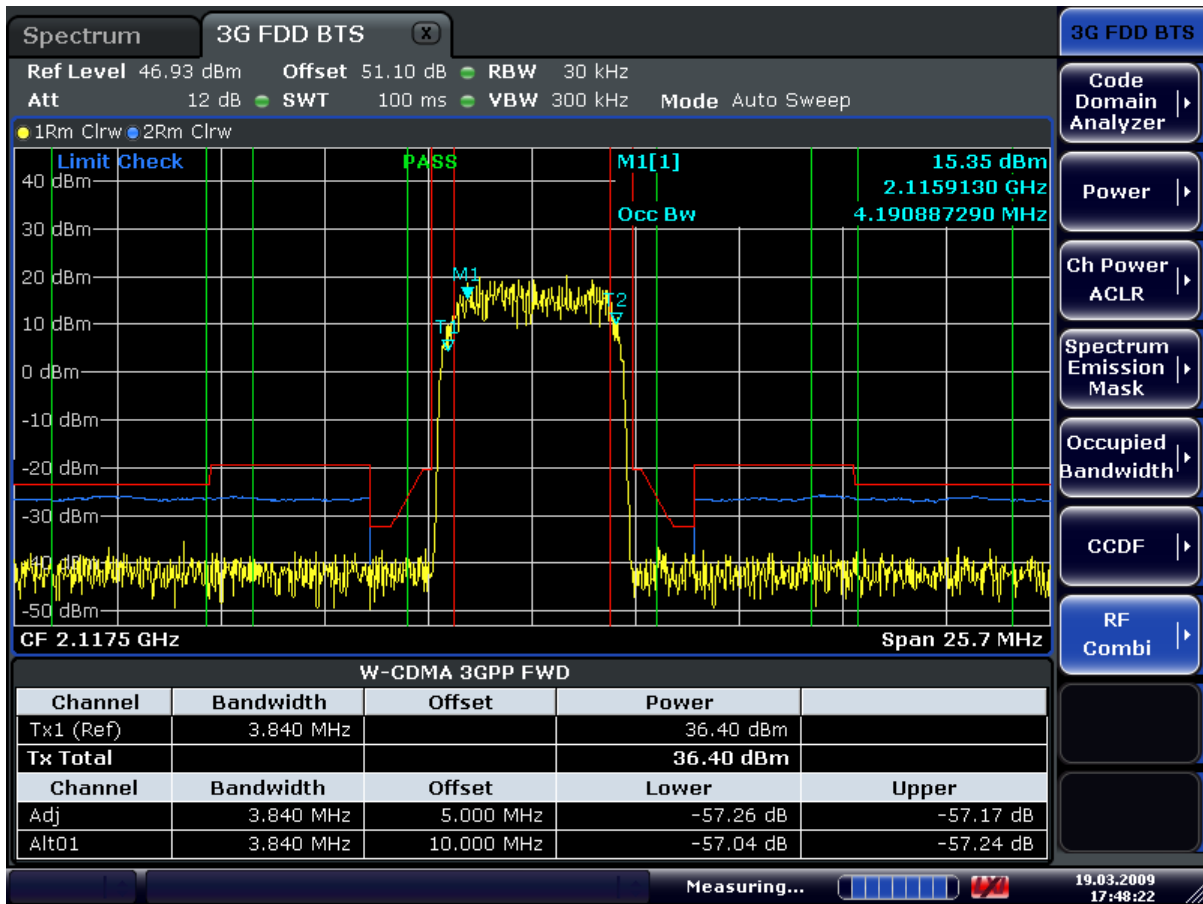 Spectrum 3G FDD BTS X
Ref Level 46.93 dBm Offset 51.10 dB RBW 30 kHz
Att 12 dB SWT 100 ms VBW 300 kHz Mode Auto Sweep
1Rm Clrw 2Rm Clrw
Limit Check PASS M1[1] 15.35 dBm
2.1159130 GHz
Occ Bw 4.190887290 MHz
40 dBm
30 dBm
20 dBm
10 dBm
0 dBm
-10 dBm
-20 dBm
-30 dBm
-40 dBm
-50 dBm
M1
T1
T2
CF 2.1175 GHz Span 25.7 MHz
W-CDMA 3GPP FWD
Channel Bandwidth Offset Power
Tx1 (Ref) 3.840 MHz 36.40 dBm
Tx Total 36.40 dBm
Channel Bandwidth Offset Lower Upper
Adj 3.840 MHz 5.000 MHz -57.26 dB -57.17 dB
Alt01 3.840 MHz 10.000 MHz -57.04 dB -57.24 dB
Measuring... LXI 19.03.2009
17:48:22
3G FDD BTS
Code
Domain
Analyzer
Power
Ch Power
ACLR
Spectrum
Emission
Mask
Occupied
Bandwidth
CCDF
RF
Combi